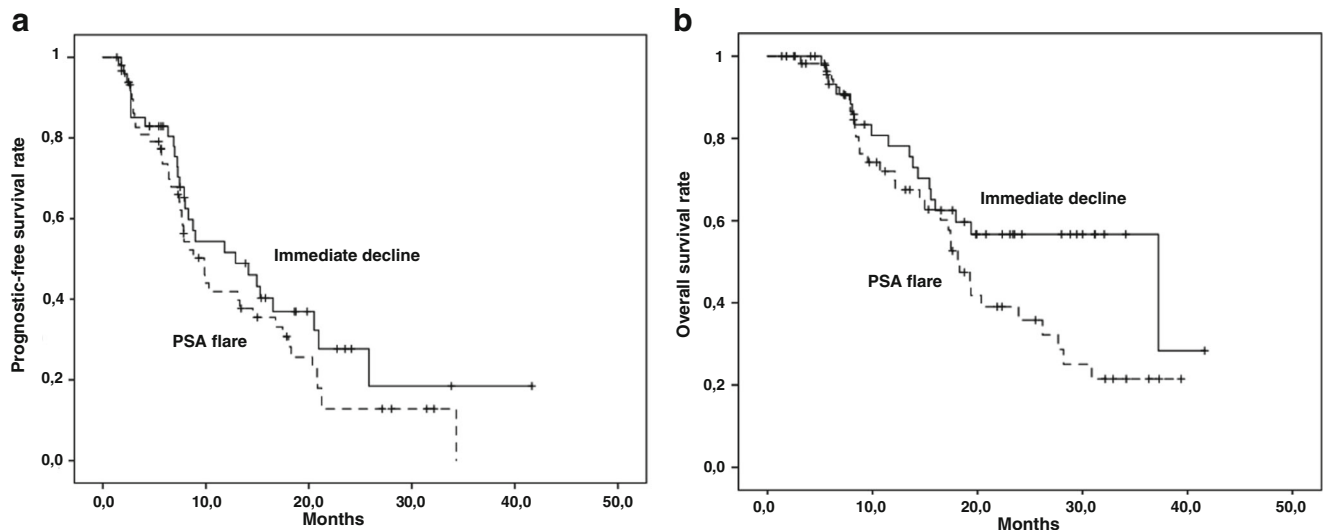 a
Prognostic-free survival rate
1
0,8
0,6
0,4
0,2
0,0
Immediate decline
PSA flare
0,0 10,0 20,0 30,0 40,0 50,0
Months
b
Overall survival rate
1
0,8
0,6
0,4
0,2
0,0
Immediate decline
PSA flare
0,0 10,0 20,0 30,0 40,0 50,0
Months